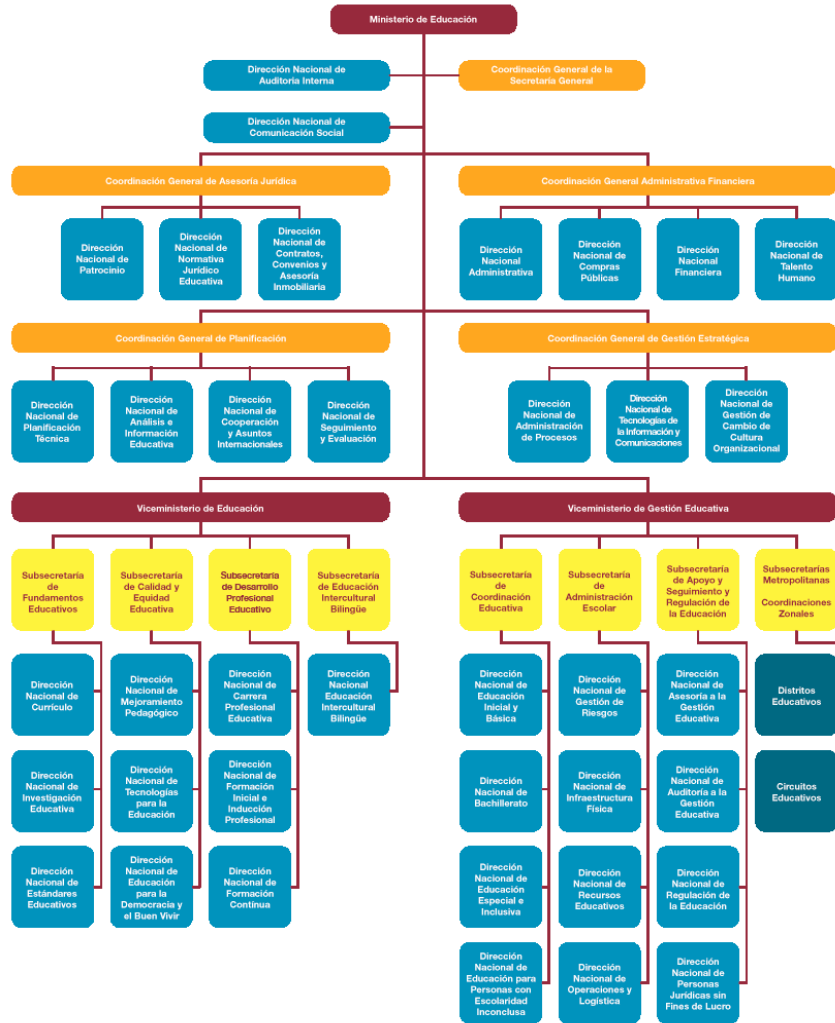 Ministerio de Educación
Dirección Nacional de
Auditoria Interna
Coordinación General de la
Secretaría General
Dirección Nacional de
Comunicación Social
Coordinación General de Asesoría Jurídica
Coordinación General Administrativa Financiera
Dirección
Nacional de
Patrocinio
Dirección
Nacional de
Normativa
Jurídico
Educativa
Dirección
Nacional de
Contratos,
Convenios y
Asesoría
Inmobiliaria
Dirección
Nacional
Administrativa
Dirección
Nacional de
Compras
Públicas
Dirección
Nacional
Financiera
Dirección
Nacional de
Talento
Humano
Coordinación General de Planificación
Coordinación General de Gestión Estratégica
Dirección
Nacional de
Planificación
Técnica
Dirección
Nacional de
Análisis e
Información
Educativa
Dirección
Nacional de
Cooperación
y Asuntos
Internacionales
Dirección
Nacional de
Seguimiento
y Evaluación
Dirección
Nacional de
Administración
de Procesos
Dirección
Nacional de
Tecnologías de
la Información y
Comunicaciones
Dirección
Nacional de
Gestión de
Cambio de
Cultura
Organizacional
Viceministerio de Educación
Viceministerio de Gestión Educativa
Subsecretaría
de
Fundamentos
Educativos
Subsecretaría
de Calidad y
Equidad
Educativa
Subsecretaría
de Desarrollo
Profesional
Educativo
Subsecretaría
de Educación
Intercultural
Bilingüe
Subsecretaría
de
Coordinación
Educativa
Subsecretaría
de
Administración
Escolar
Subsecretaría
de Apoyo y
Seguimiento y
Regulación de
la Educación
Subsecretarías
Metropolitanas
Coordinaciones
Zonales
Dirección
Nacional de
Currículo
Dirección
Nacional de
Mejoramiento
Pedagógico
Dirección
Nacional de
Carrera
Profesional
Educativa
Dirección
Nacional
Educación
Intercultural
Bilingüe
Dirección
Nacional de
Educación
Inicial y
Básica
Dirección
Nacional de
Gestión de
Riesgos
Dirección
Nacional de
Asesoría a la
Gestión
Educativa
Distritos
Educativos
Dirección
Nacional de
Investigación
Educativa
Dirección
Nacional de
Tecnologías
para la
Educación
Dirección
Nacional de
Formación
Inicial e
Inducción
Profesional
Dirección
Nacional de
Bachillerato
Dirección
Nacional de
Infraestructura
Física
Dirección
Nacional de
Auditoría a la
Gestión
Educativa
Circuitos
Educativos
Dirección
Nacional de
Estándares
Educativos
Dirección
Nacional de
Educación
para la
Democracia y
el Buen Vivir
Dirección
Nacional de
Formación
Contínua
Dirección
Nacional de
Educación
Especial e
Inclusiva
Dirección
Nacional de
Recursos
Educativos
Dirección
Nacional de
Regulación de
la Educación
Dirección
Nacional de
Educación para
Personas con
Escolaridad
Inconclusa
Dirección
Nacional de
Operaciones y
Logística
Dirección
Nacional de
Personas
Jurídicas sin
Fines de Lucro